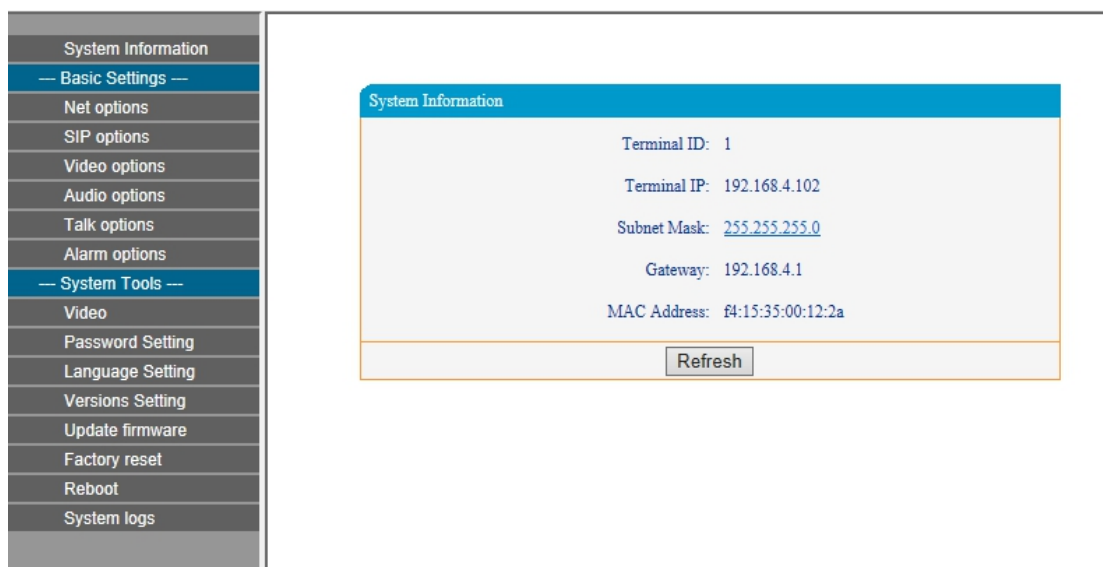 System Information
--- Basic Settings ---
Net options
SIP options
Video options
Audio options
Talk options
Alarm options
--- System Tools ---
Video
Password Setting
Language Setting
Versions Setting
Update firmware
Factory reset
Reboot
System logs
System Information
Terminal ID: 1
Terminal IP: 192.168.4.102
Subnet Mask: 255.255.255.0
Gateway: 192.168.4.1
MAC Address: f4:15:35:00:12:2a
Refresh